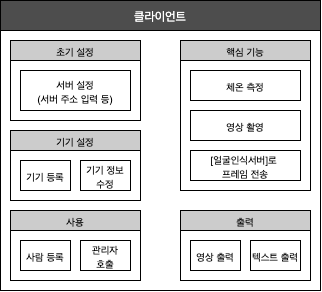 클라이언트
초기 설정
서버 설정
(서버 주소 입력 등)
기기 설정
기기 등록
기기 정보
수정
사용
사람 등록
관리자
호출
핵심 기능
체온 측정
영상 촬영
[얼굴인식서버]로
프레임 전송
출력
영상 출력
텍스트 출력